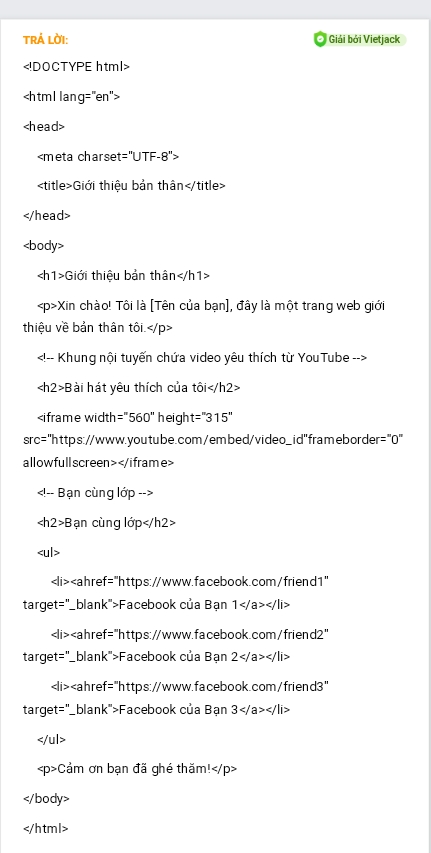 TRẢ LỜI:
Giải bởi Vietjack
<!DOCTYPE html>
<html lang="en">
<head>
<meta charset="UTF-8">
<title>Giới thiệu bản thân</title>
</head>
<body>
<h1>Giới thiệu bản thân</h1>
<p>Xin chào! Tôi là [Tên của bạn], đây là một trang web giới
thiệu về bản thân tôi.</p>
<!-- Khung nội tuyến chứa video yêu thích từ YouTube -->
<h2>Bài hát yêu thích của tôi</h2>
<iframe width="560" height="315"
src="https://www.youtube.com/embed/video_id"frameborder="0"
allowfullscreen></iframe>
<!-- Bạn cùng lớp -->
<h2>Bạn cùng lớp</h2>
<ul>
<li><ahref="https://www.facebook.com/friend1"
target="_blank">Facebook của Bạn 1</a></li>
<li><ahref="https://www.facebook.com/friend2"
target="_blank">Facebook của Bạn 2</a></li>
<li><ahref="https://www.facebook.com/friend3"
target="_blank">Facebook của Bạn 3</a></li>
</ul>
<p>Cảm ơn bạn đã ghé thăm!</p>
</body>
</html>